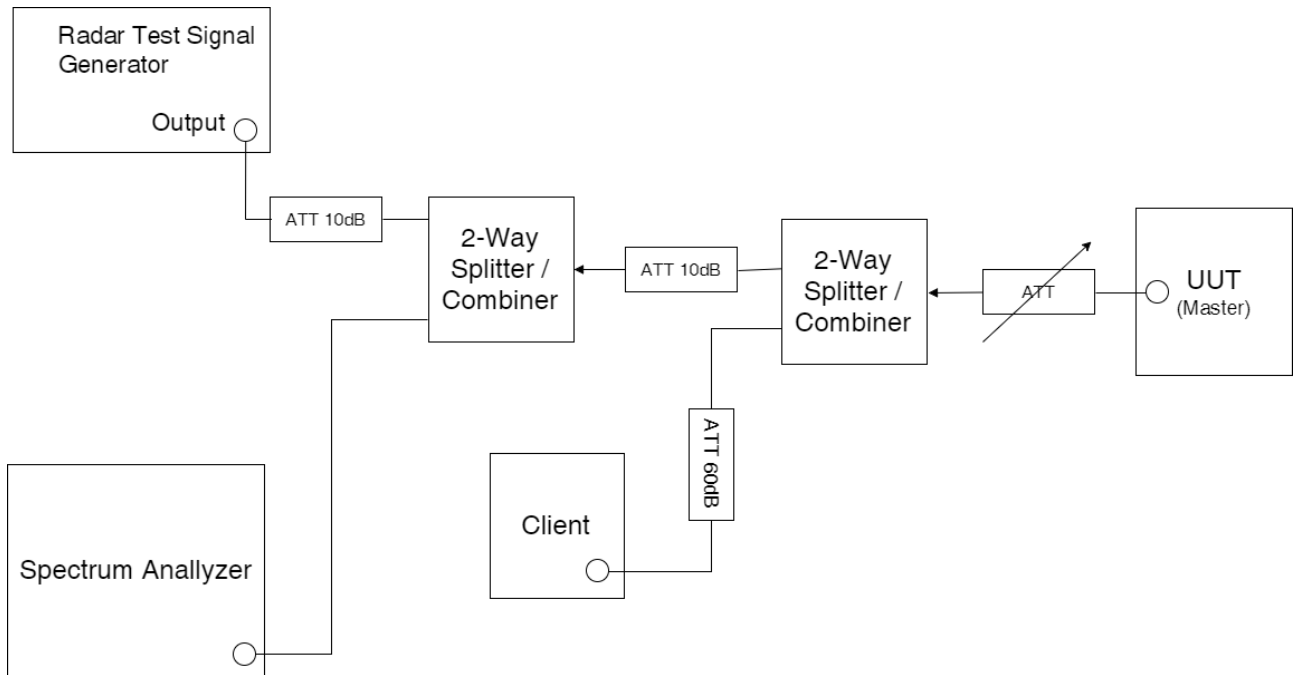 Radar Test Signal
Generator
Output
ATT 10dB
2-Way
Splitter /
Combiner
ATT 10dB
2-Way
Splitter /
Combiner
ATT
UUT
(Master)
ATT 60dB
Client
Spectrum Anallyzer